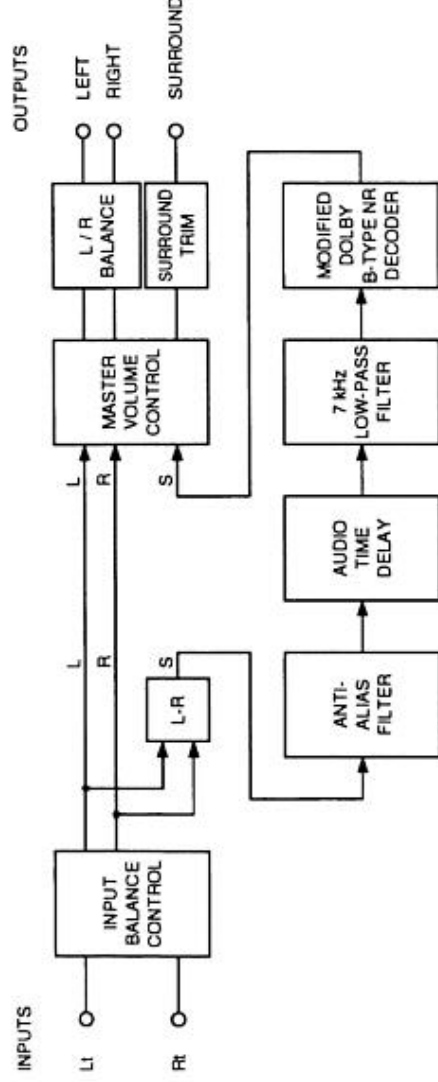 INPUTS
Lt
Rt
INPUT
BALANCE
CONTROL
L
R
L-R
S
L
R
S
MASTER
VOLUME
CONTROL
L / R
BALANCE
SURROUND
TRIM
OUTPUTS
LEFT
RIGHT
SURROUND
ANTI-
ALIAS
FILTER
AUDIO
TIME
DELAY
7 kHz
LOW-PASS
FILTER
MODIFIED
DOLBY
B-TYPE NR
DECODER